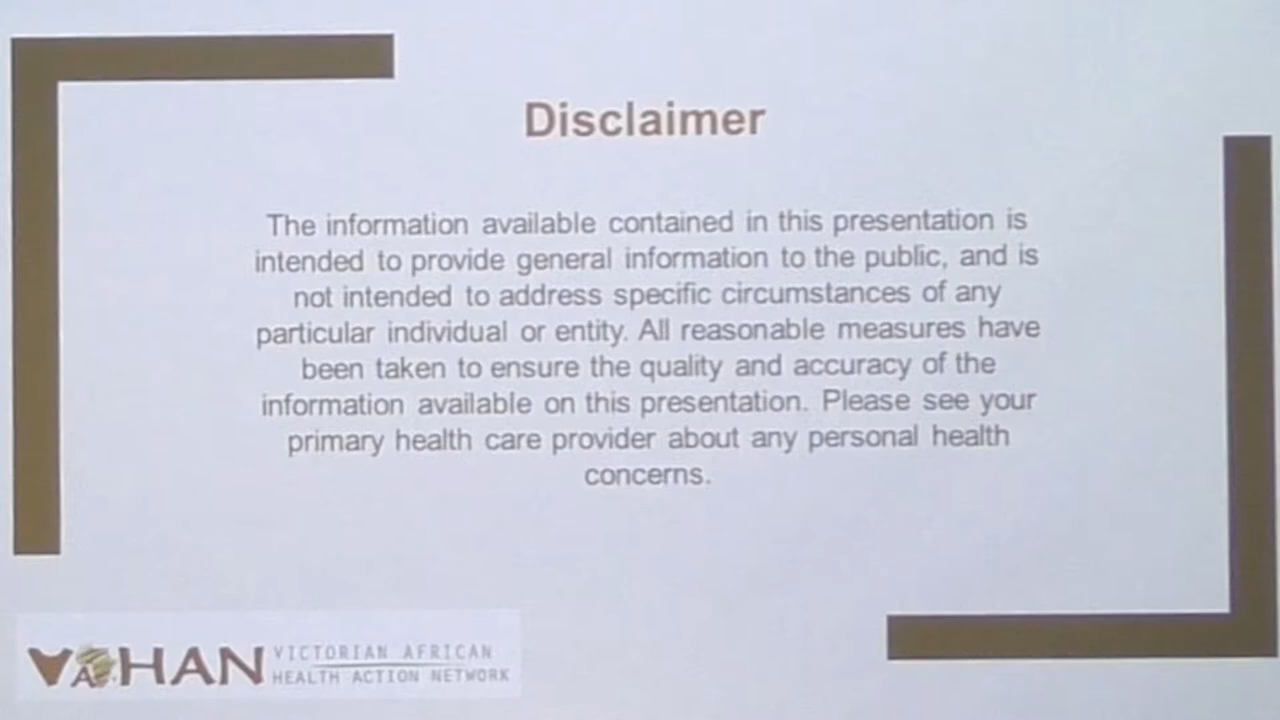 Disclaimer
The information available contained in this presentation is
intended to provide general information to the public, and is
not intended to address specific circumstances of any
particular individual or entity. All reasonable measures have
been taken to ensure the quality and accuracy of the
information available on this presentation. Please see your
primary health care provider about any personal health
concerns.
VAHAN
VICTORIAN AFRICAN
HEALTH ACTION NETWORK